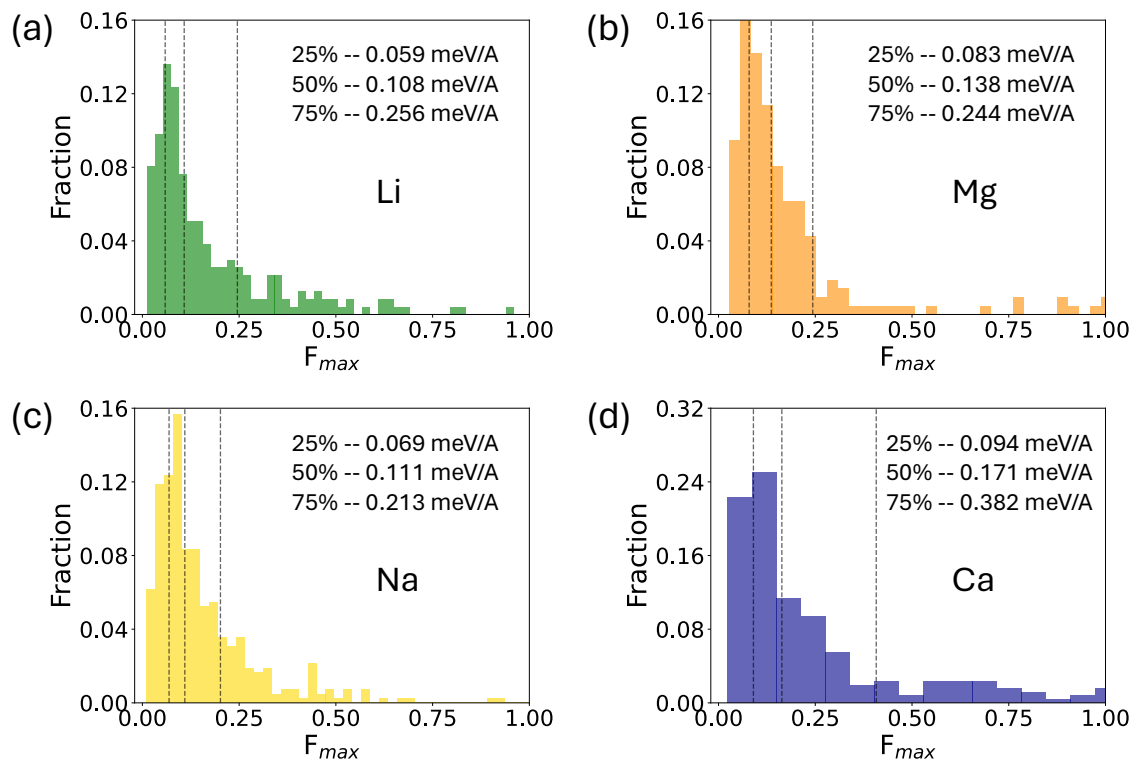 (a)
0.16
0.12
0.08
0.04
0.00
Fraction
25% -- 0.059 meV/A
50% -- 0.108 meV/A
75% -- 0.256 meV/A
Li
0.00 0.25 0.50 0.75 1.00
Fmax
(b)
0.16
0.12
0.08
0.04
0.00
Fraction
25% -- 0.083 meV/A
50% -- 0.138 meV/A
75% -- 0.244 meV/A
Mg
0.00 0.25 0.50 0.75 1.00
Fmax
(c)
0.16
0.12
0.08
0.04
0.00
Fraction
25% -- 0.069 meV/A
50% -- 0.111 meV/A
75% -- 0.213 meV/A
Na
0.00 0.25 0.50 0.75 1.00
Fmax
(d)
0.32
0.24
0.16
0.08
0.00
Fraction
25% -- 0.094 meV/A
50% -- 0.171 meV/A
75% -- 0.382 meV/A
Ca
0.00 0.25 0.50 0.75 1.00
Fmax